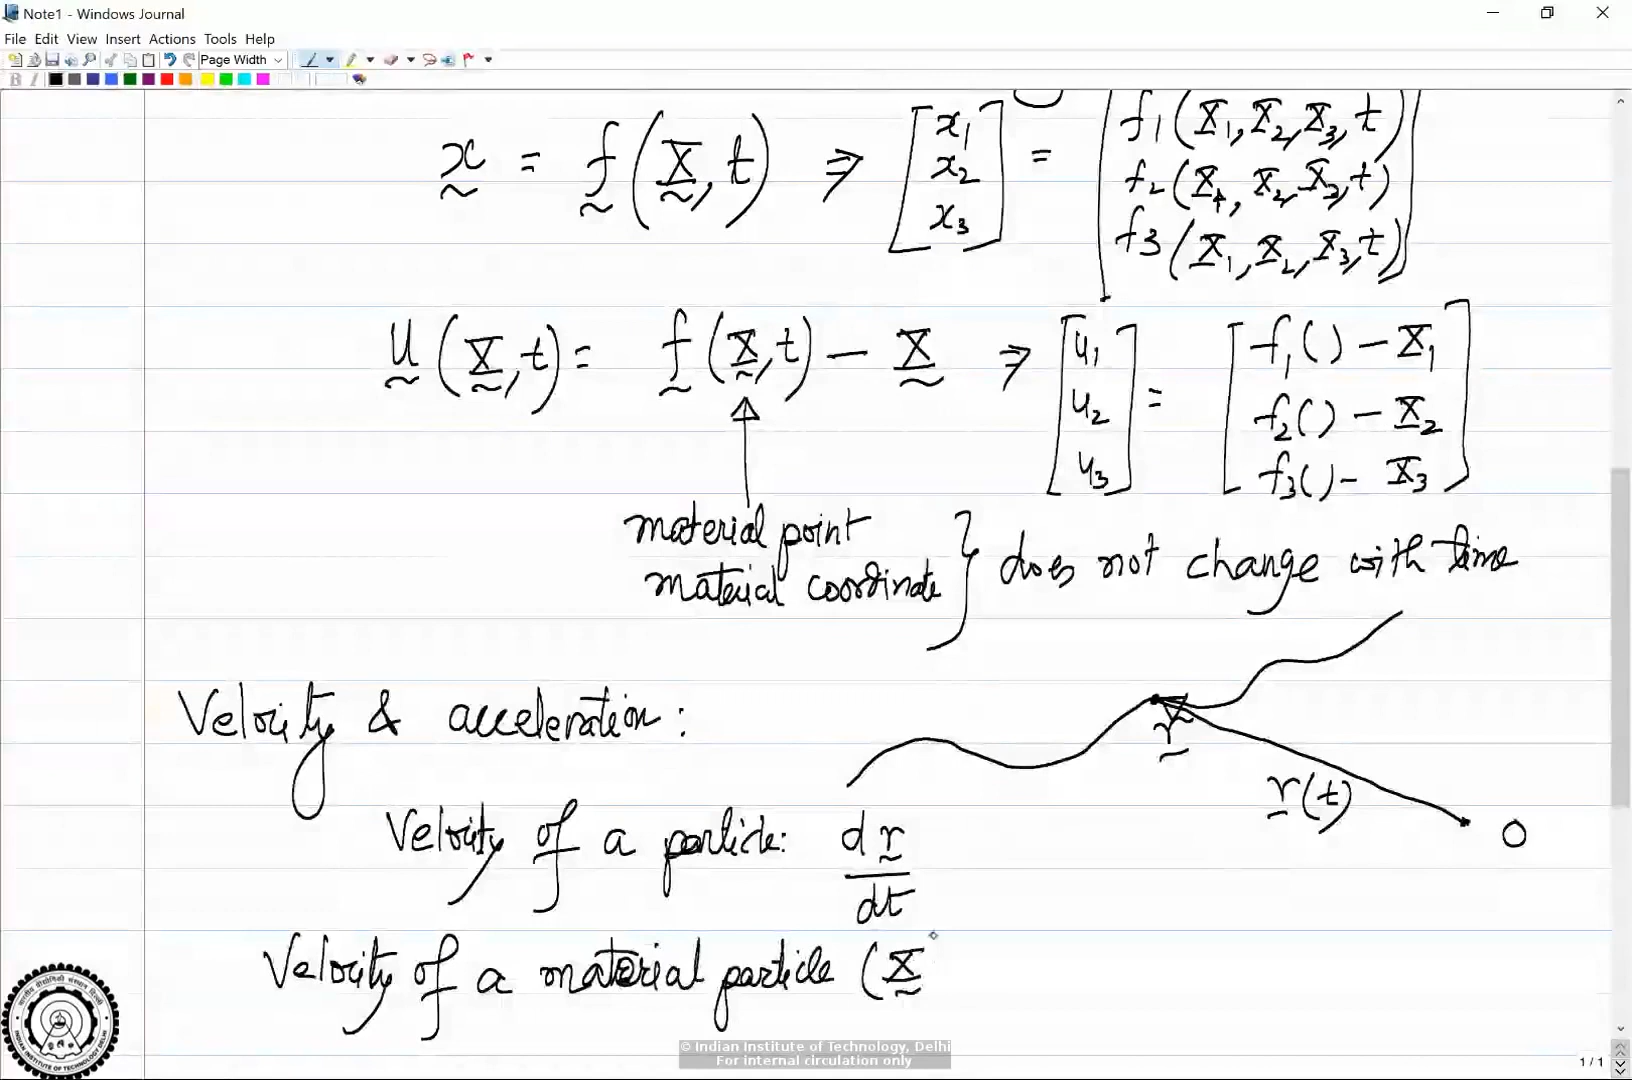 Note1 - Windows Journal
File Edit View Insert Actions Tools Help
Page Width
B I
x̰ = f̰(X̰, t) ⇒ [x1 x2 x3] = [f1(X1, X2, X3, t)
f2(X1, X2, X3, t)
f3(X1, X2, X3, t)]
ṵ(X̰, t) = f̰(X̰, t) − X̰ ⇒ [u1 u2 u3] = [f1() − X1
f2() − X2
f3() − X3]
material point
material coordinate } does not change with time
Velocity & acceleration:
r
r(t)
O
Velocity of a particle: dr/dt
Velocity of a material particle (X̰
© Indian Institute of Technology, Delhi
For internal circulation only
1 / 1